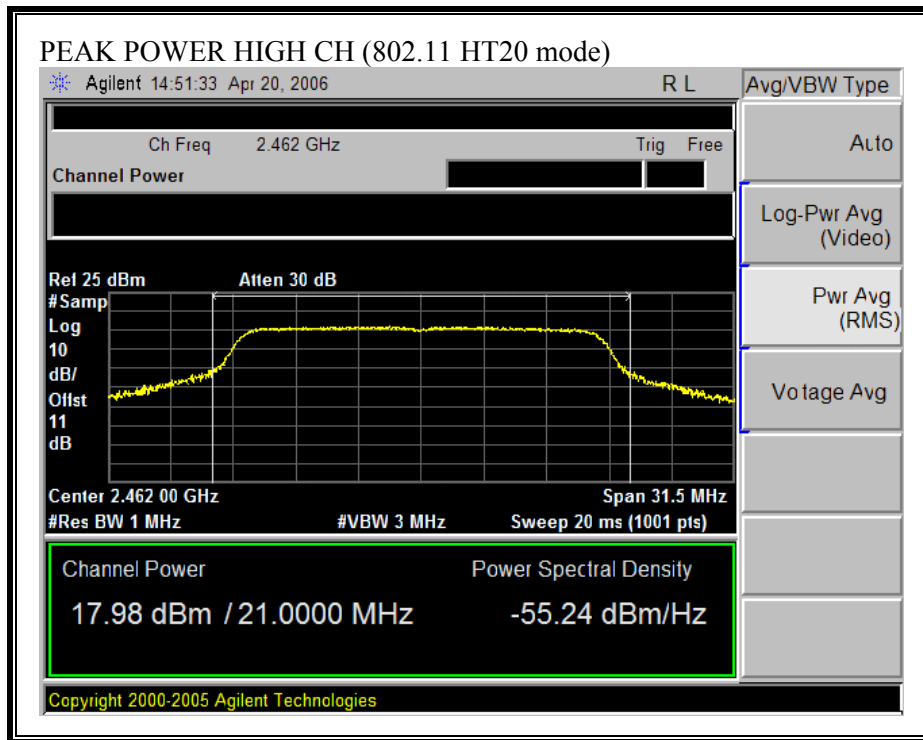 PEAK POWER HIGH CH (802.11 HT20 mode)
Agilent 14:51:33 Apr 20, 2006 R L
Avg/VBW Type
Ch Freq 2.462 GHz Trig Free
Auto
Channel Power
Log-Pwr Avg
(Video)
Ref 25 dBm Atten 30 dB
#Samp
Log
10
dB/
Offst
11
dB
Pwr Avg
(RMS)
Voltage Avg
Center 2.462 00 GHz Span 31.5 MHz
#Res BW 1 MHz #VBW 3 MHz Sweep 20 ms (1001 pts)
Channel Power Power Spectral Density
17.98 dBm / 21.0000 MHz -55.24 dBm/Hz
Copyright 2000-2005 Agilent Technologies